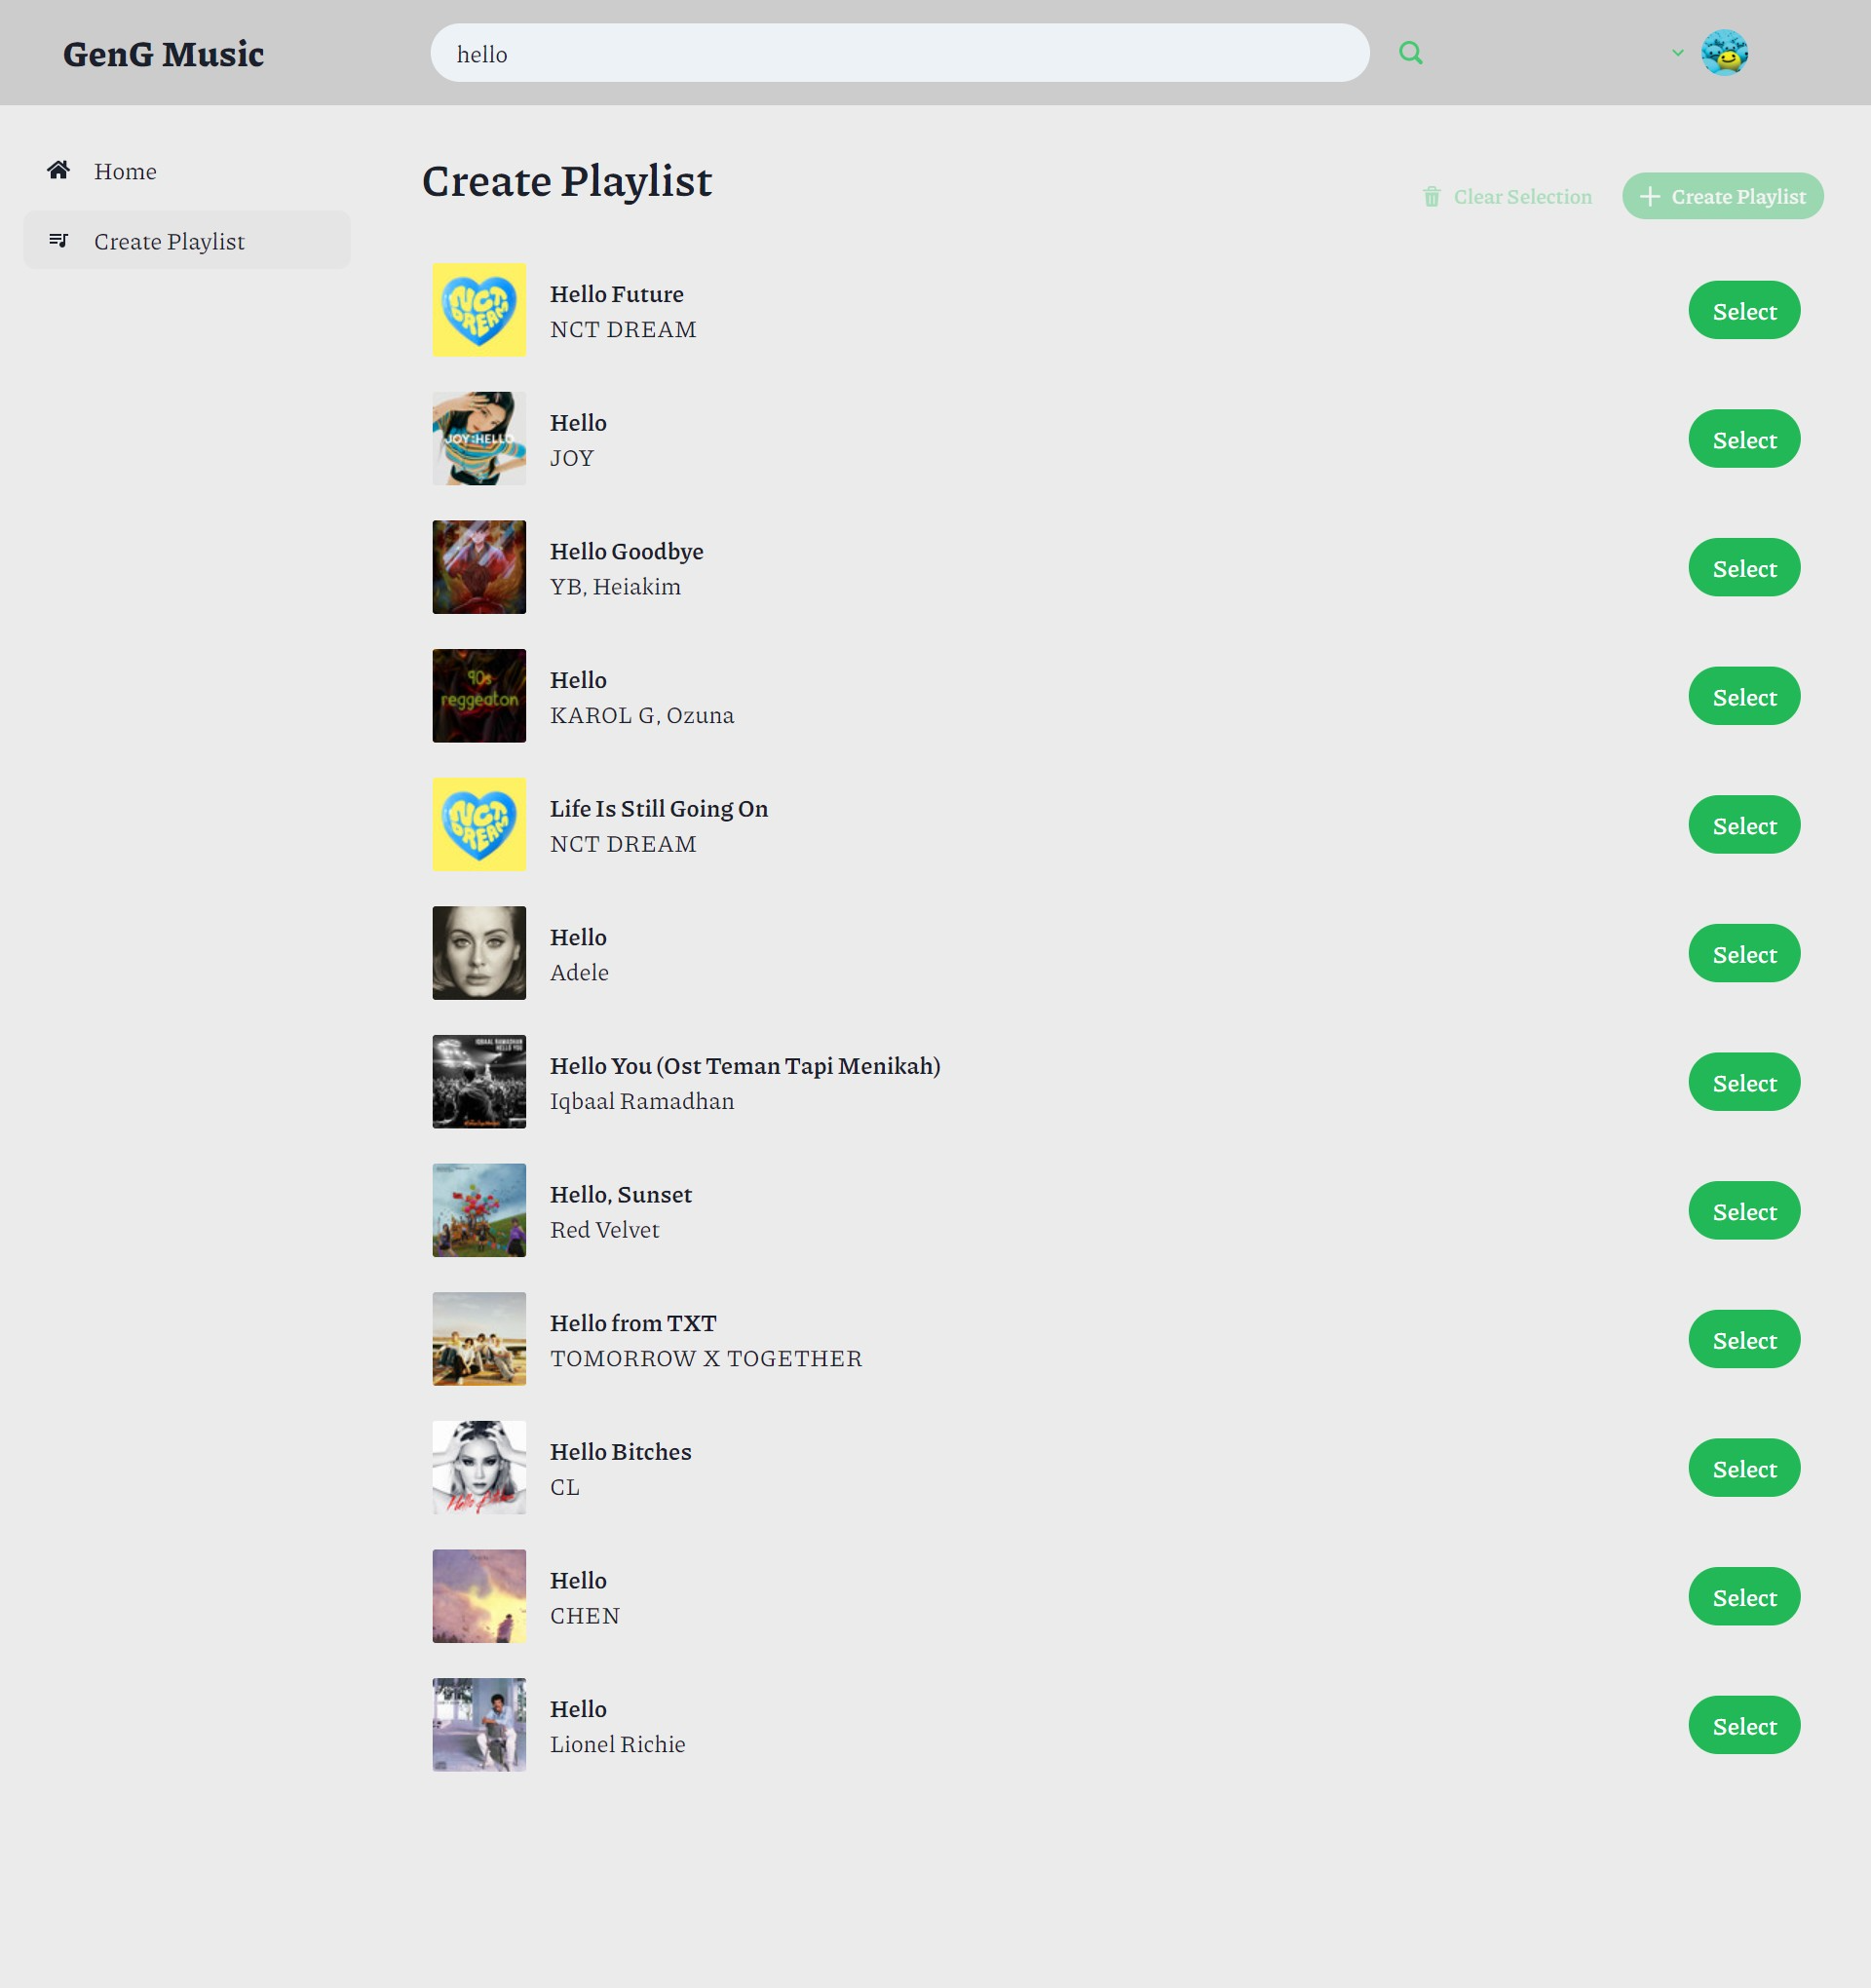 GenG Music
hello
Home
Create Playlist
Create Playlist
Clear Selection
Create Playlist
NCT DREAM
Hello Future
NCT DREAM
Select
JOY:HELLO
Hello
JOY
Select
Hello Goodbye
YB, Heiakim
Select
90s
reggeaton
Hello
KAROL G, Ozuna
Select
NCT DREAM
Life Is Still Going On
NCT DREAM
Select
Hello
Adele
Select
IQBAAL RAMADHAN
HELLO YOU
Hello You (Ost Teman Tapi Menikah)
Iqbaal Ramadhan
Select
Hello, Sunset
Red Velvet
Select
Hello from TXT
TOMORROW X TOGETHER
Select
Hello Bitches
CL
Select
Hello
CHEN
Select
Hello
Lionel Richie
Select